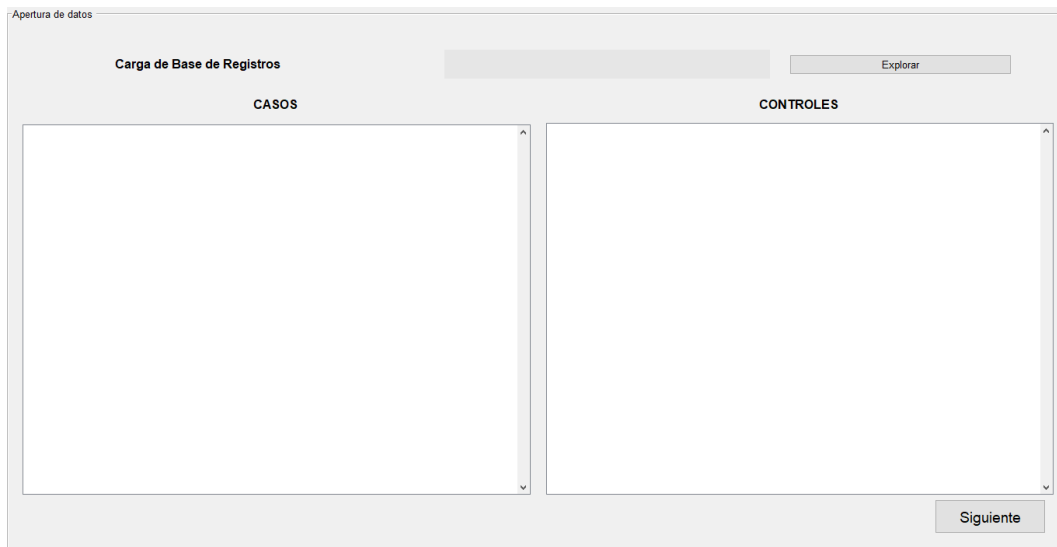 Apertura de datos
Carga de Base de Registros
Explorar
CASOS
CONTROLES
Siguiente